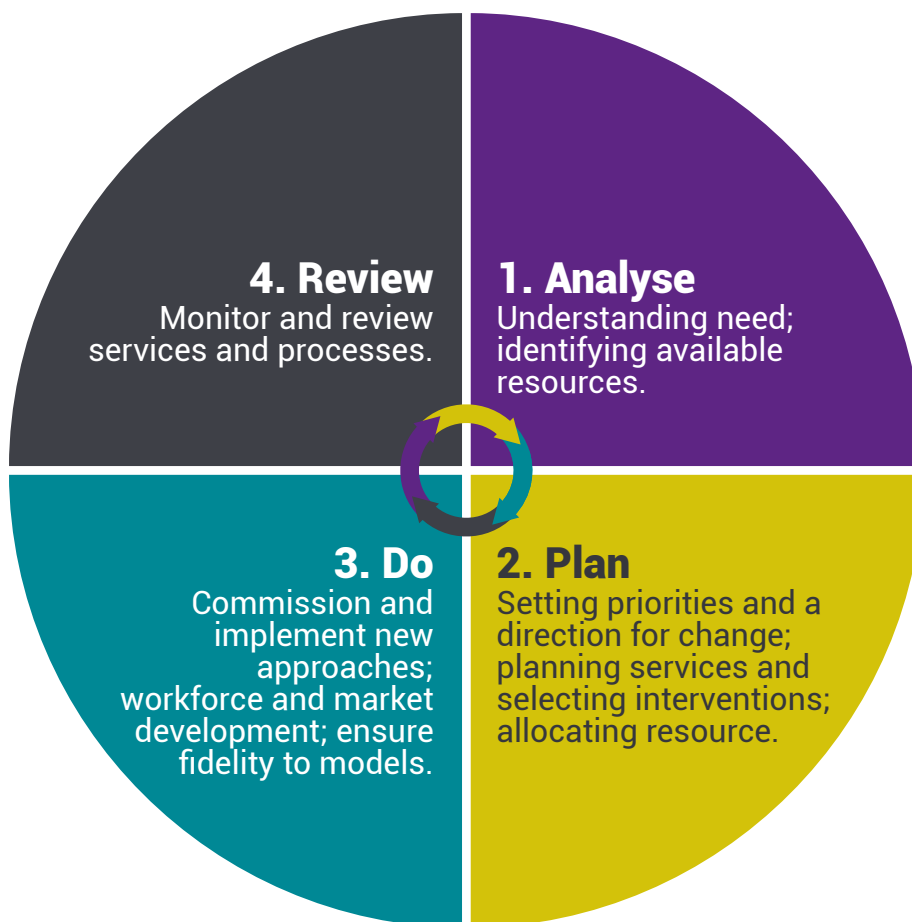 1. Analyse
Understanding need;
identifying available
resources.
2. Plan
Setting priorities and a
direction for change;
planning services and
selecting interventions;
allocating resource.
3. Do
Commission and
implement new
approaches;
workforce and market
development; ensure
fidelity to models.
4. Review
Monitor and review
services and processes.